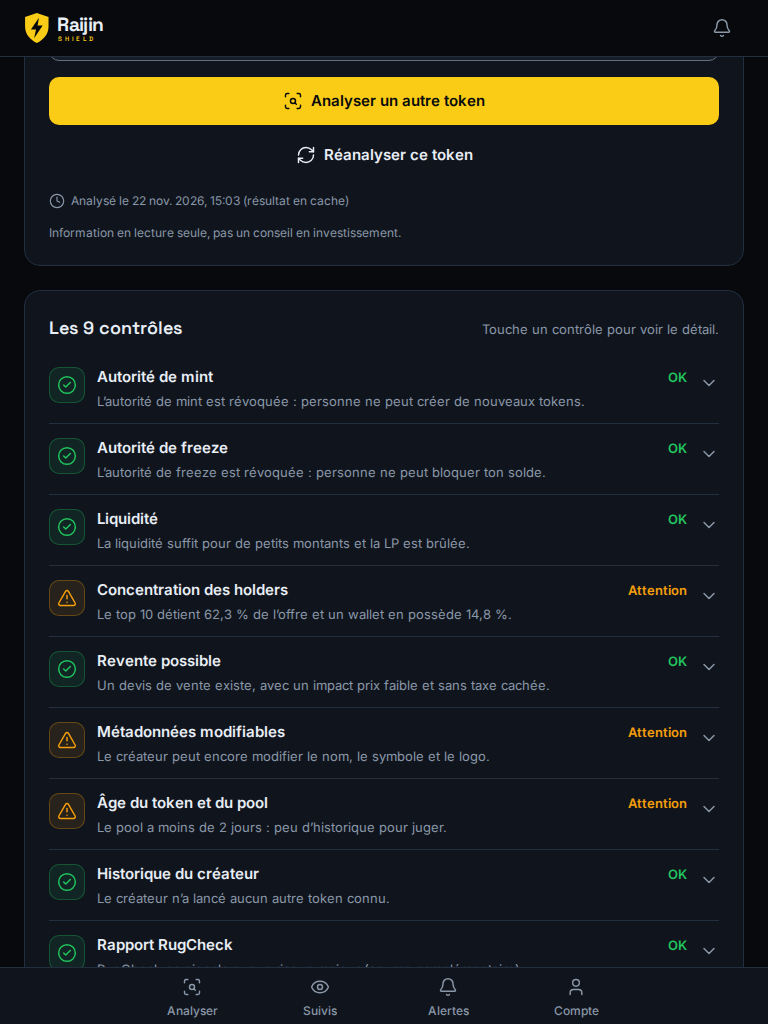 Raijin
SHIELD
Analyser un autre token
Réanalyser ce token
Analysé le 22 nov. 2026, 15:03 (résultat en cache)
Information en lecture seule, pas un conseil en investissement.
Les 9 contrôles
Touche un contrôle pour voir le détail.
Autorité de mint
OK
L’autorité de mint est révoquée : personne ne peut créer de nouveaux tokens.
Autorité de freeze
OK
L’autorité de freeze est révoquée : personne ne peut bloquer ton solde.
Liquidité
OK
La liquidité suffit pour de petits montants et la LP est brûlée.
Concentration des holders
Attention
Le top 10 détient 62,3 % de l’offre et un wallet en possède 14,8 %.
Revente possible
OK
Un devis de vente existe, avec un impact prix faible et sans taxe cachée.
Métadonnées modifiables
Attention
Le créateur peut encore modifier le nom, le symbole et le logo.
Âge du token et du pool
Attention
Le pool a moins de 2 jours : peu d’historique pour juger.
Historique du créateur
OK
Le créateur n’a lancé aucun autre token connu.
Rapport RugCheck
OK
Analyser
Suivis
Alertes
Compte